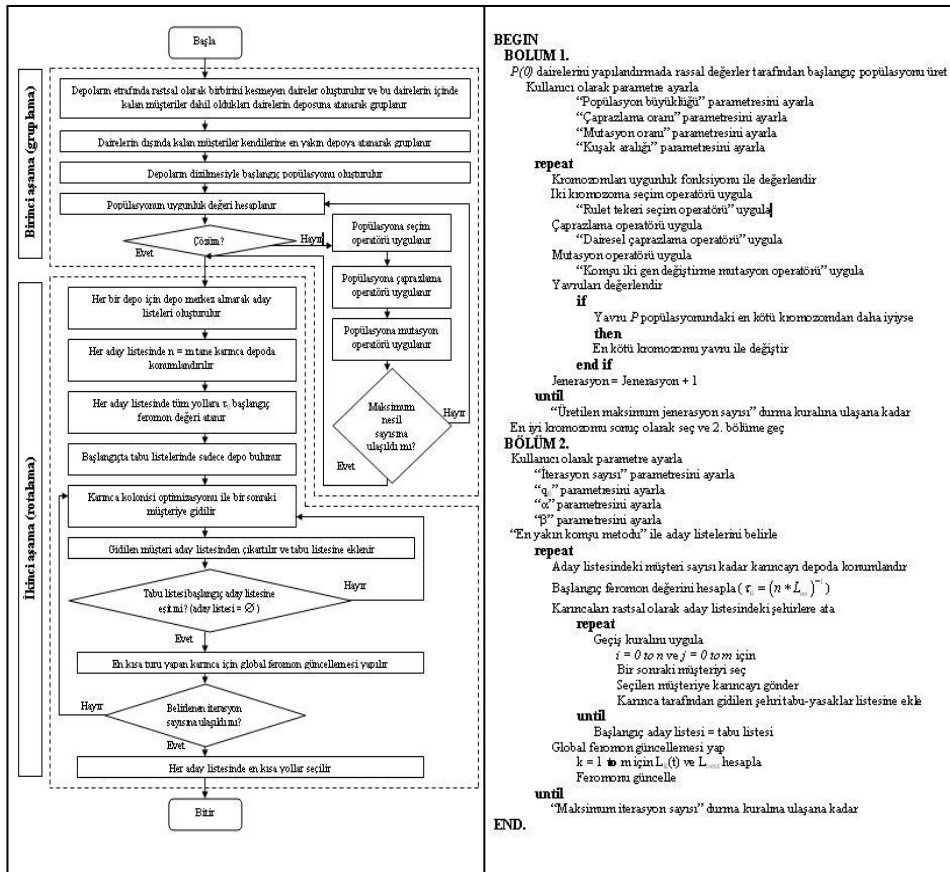 Başla
Birinci aşama (gruplama)
Depoların etrafında rastsal olarak birbirini kesmeyen daireler oluşturulur ve bu dairelerin içinde
kalan müşteriler dahil oldukları dairelerin deposuna atanarak gruplanır
Dairelerin dışında kalan müşteriler kendilerine en yakın depoya atanarak gruplanır
Depoların dizilmesiyle başlangıç popülasyonu oluşturulur
Popülasyonun uygunluk değeri hesaplanır
Çözüm?
Hayır
Evet
Popülasyona seçim
operatörü uygulanır
Popülasyona çaprazlama
operatörü uygulanır
Popülasyona mutasyon
operatörü uygulanır
Maksimum
nesil
sayısına
ulaşıldı mı?
Hayır
Evet
İkinci aşama (rotalama)
Her bir depo için depo merkez alınarak aday
listeleri oluşturulur
Her aday listesinde n = m tane karınca depoda
konumlandırılır
Her aday listesinde tüm yollara τ₀ başlangıç
feromon değeri atanır
Başlangıçta tabu listelerinde sadece depo bulunur
Karınca kolonisi optimizasyonu ile bir sonraki
müşteriye gidilir
Gidilen müşteri aday listesinden çıkartılır ve tabu listesine eklenir
Tabu listesi başlangıç aday listesine
eşit mi? (aday listesi = ∅)
Hayır
Evet
En kısa turu yapan karınca için global feromon güncellemesi yapılır
Belirlenen iterasyon
sayısına ulaşıldı mı?
Hayır
Evet
Her aday listesinde en kısa yollar seçilir
Bitir
BEGIN
BOLUM 1.
P(0) dairelerini yapılandırmada rassal değerler tarafından başlangıç popülasyonu üret
Kullanıcı olarak parametre ayarla
“Popülasyon büyüklüğü” parametresini ayarla
“Çaprazlama oranı” parametresini ayarla
“Mutasyon oranı” parametresini ayarla
“Kuşak aralığı” parametresini ayarla
repeat
Kromozomları uygunluk fonksiyonu ile değerlendir
İki kromozoma seçim operatörü uygula
“Rulet tekeri seçim operatörü” uygula
Çaprazlama operatörü uygula
“Dairesel çaprazlama operatörü” uygula
Mutasyon operatörü uygula
“Komşu iki gen değiştirme mutasyon operatörü” uygula
Yavruları değerlendir
if
Yavru P popülasyonundaki en kötü kromozomdan daha iyiyse
then
En kötü kromozomu yavru ile değiştir
end if
Jenerasyon = Jenerasyon + 1
until
“Üretilen maksimum jenerasyon sayısı” durma kuralına ulaşana kadar
En iyi kromozomu sonuç olarak seç ve 2. bölüme geç
BÖLÜM 2.
Kullanıcı olarak parametre ayarla
“İterasyon sayısı” parametresini ayarla
“q₀” parametresini ayarla
“α” parametresini ayarla
“β” parametresini ayarla
“En yakın komşu metodu” ile aday listelerini belirle
repeat
Aday listesindeki müşteri sayısı kadar karıncayı depoda konumlandır
Başlangıç feromon değerini hesapla ( τ₀ = (n * Lₙₙ)⁻¹ )
Karıncaları rastsal olarak aday listesindeki şehirlere ata
repeat
Geçiş kuralını uygula
i = 0 to n ve j = 0 to m için
Bir sonraki müşteriyi seç
Seçilen müşteriye karıncayı gönder
Karınca tarafından gidilen şehri tabu-yasaklar listesine ekle
until
Başlangıç aday listesi = tabu listesi
Global feromon güncellemesi yap
k = 1 to m için Lₖ(t) ve L_best hesapla
Feromonu güncelle
until
“Maksimum iterasyon sayısı” durma kuralına ulaşana kadar
END.